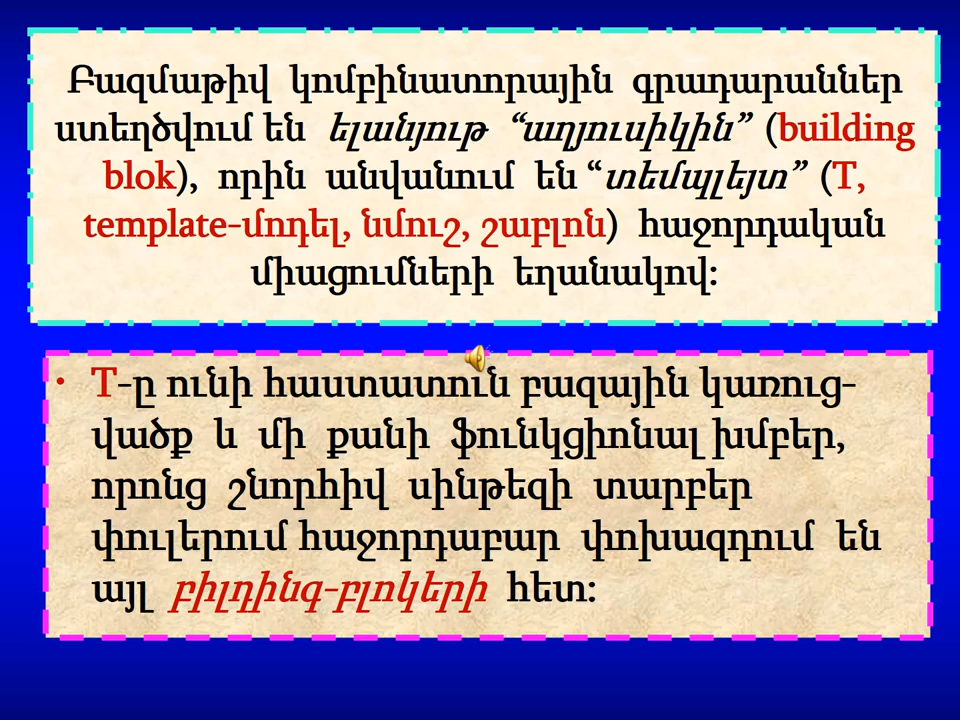 Բազմաթիվ կոմբինատորային գրադարաններ
ստեղծվում են ելանյութ “աղյուսիկին” (building
blok), որին անվանում են “տեմպլեյտ” (T,
template-մոդել, նմուշ, շաբլոն) հաջորդական
միացումների եղանակով:
• T-ը ունի հաստատուն բազային կառուց-
վածք և մի քանի ֆունկցիոնալ խմբեր,
որոնց շնորհիվ սինթեզի տարբեր
փուլերում հաջորդաբար փոխազդում են
այլ բիլդինգ-բլոկերի հետ: